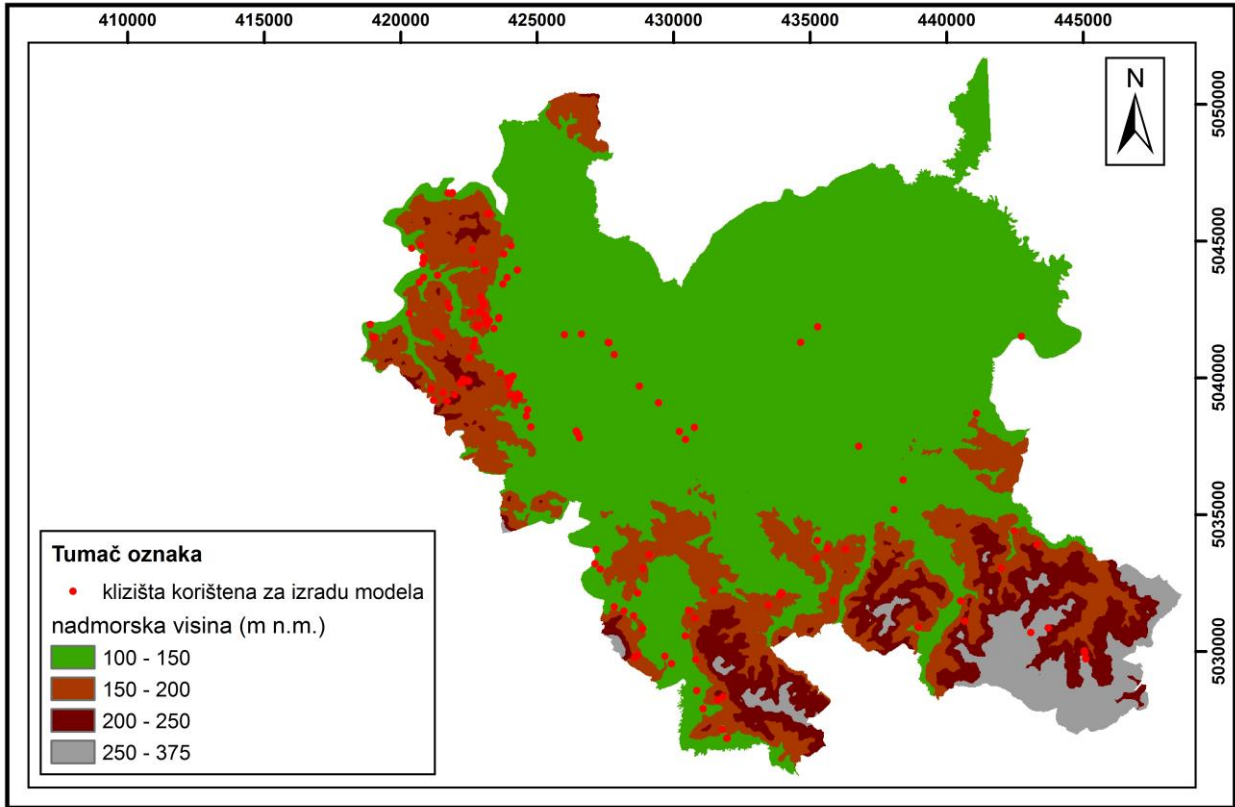 410000 415000 420000 425000 430000 435000 440000 445000
N
5050000
5045000
5040000
5035000
5030000
Tumač oznaka
klizišta korištena za izradu modela
nadmorska visina (m n.m.)
100 - 150
150 - 200
200 - 250
250 - 375